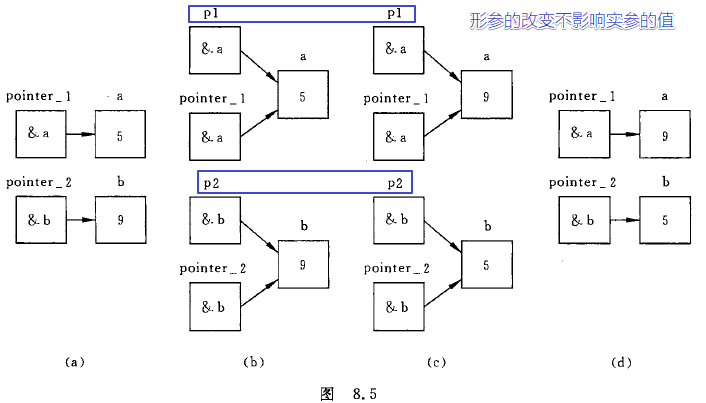 p1 p1 形参的改变不影响实参的值
&a &a
a a
pointer_1 a 5 pointer_1 9 pointer_1 a
pointer_1 pointer_1
&a 5 &a &a &a 9
pointer_2 b p2 p2 pointer_2 b
&b 9 &b &b &b 5
b b
pointer_2 9 pointer_2 5
&b &b
(a) (b) (c) (d)
图 8.5